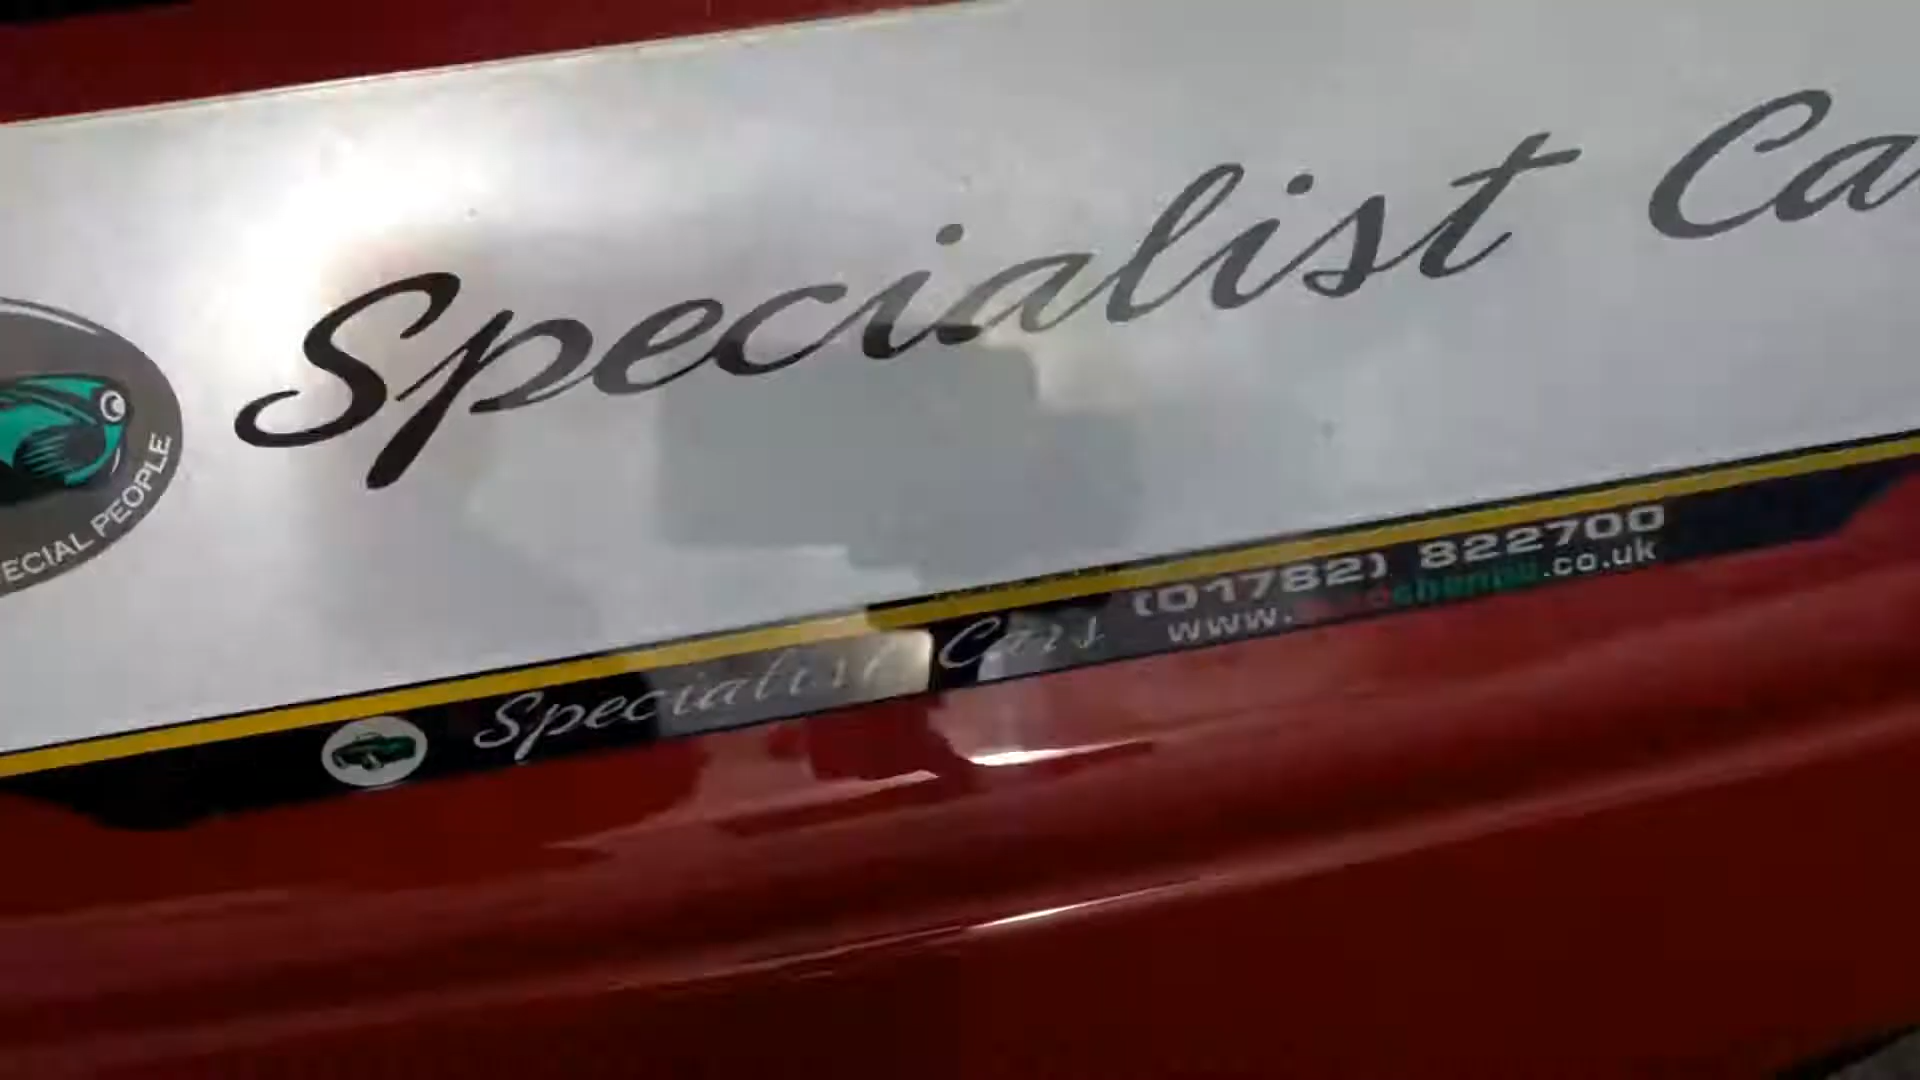 Specialist Ca
ECIAL PEOPLE
Specialist Cars
(01782) 822700
www. .co.uk